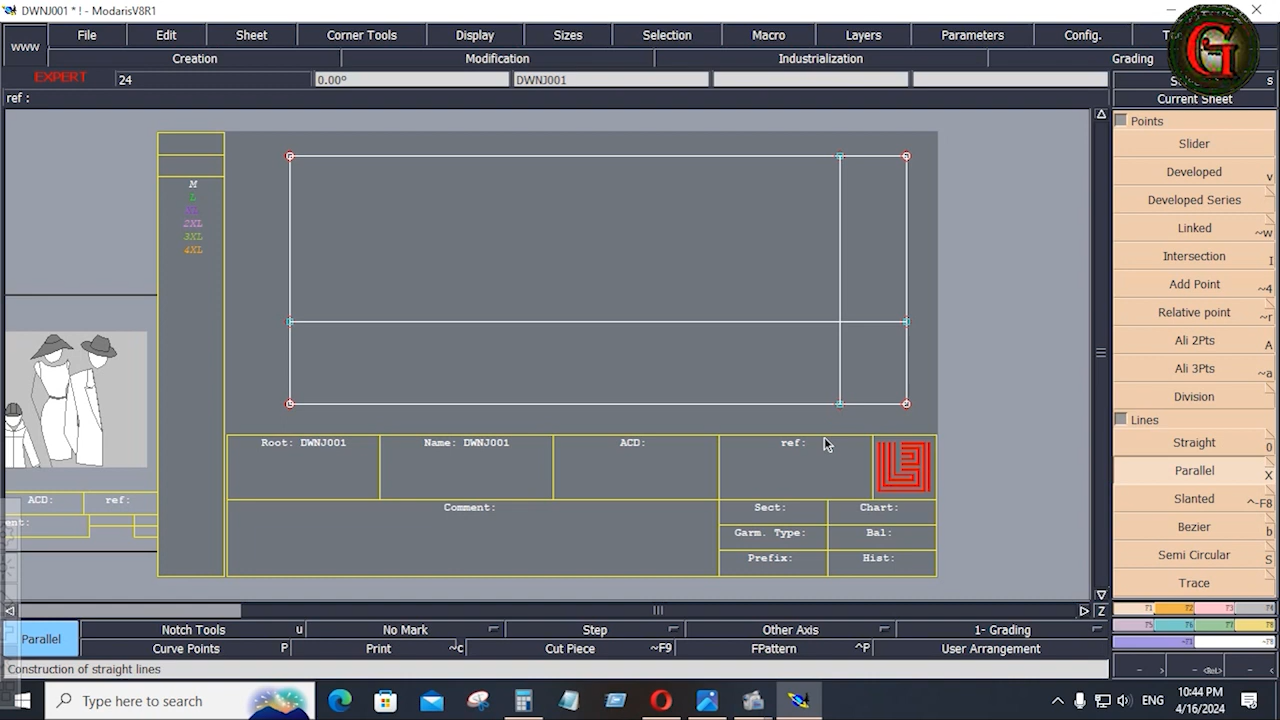 DWNJ001 * ! - ModarisV8R1
www
File Edit Sheet Corner Tools Display Sizes Selection Macro Layers Parameters Config.
Creation Modification Industrialization Grading
EXPERT 24 0.00º DWNJ001 s
ref : Current Sheet
Points
Slider
Developed v
Developed Series
Linked ~w
Intersection I
Add Point ~4
Relative point ~r
Ali 2Pts A
Ali 3Pts ~a
Division
Lines
Straight 0
Parallel X
Slanted ^-F8
Bezier b
Semi Circular S
Trace
M
L
2XL
3XL
4XL
ACD: ref:
Root: DWNJ001 Name: DWNJ001 ACD: ref:
Comment: Sect: Chart:
Garm. Type: Bal:
Prefix: Hist:
Z
Parallel Notch Tools u No Mark Step Other Axis 1- Grading
Curve Points P Print ~c Cut Piece ~F9 FPattern ^P User Arrangement
Construction of straight lines
Type here to search
ENG
10:44 PM
4/16/2024
G